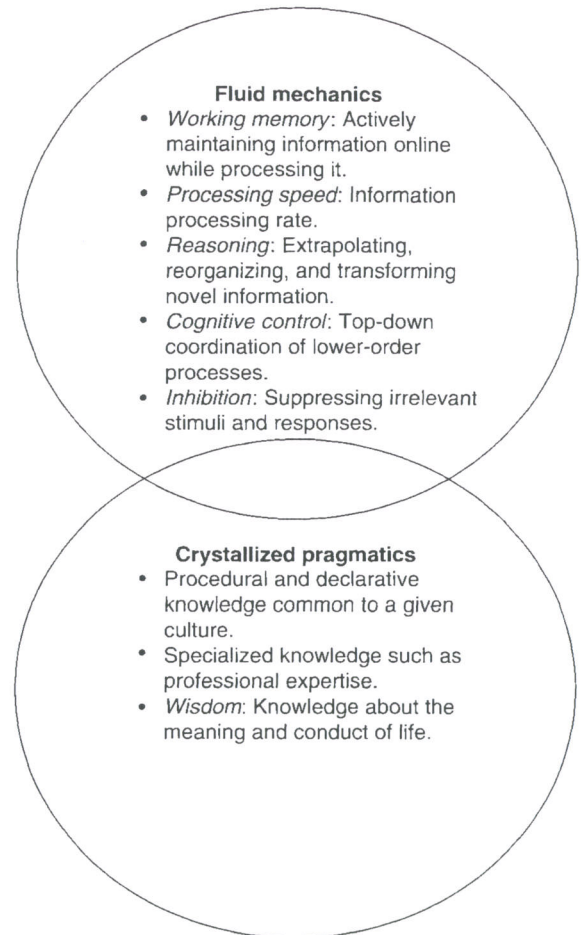 Fluid mechanics
• Working memory: Actively
maintaining information online
while processing it.
• Processing speed: Information
processing rate.
• Reasoning: Extrapolating,
reorganizing, and transforming
novel information.
• Cognitive control: Top-down
coordination of lower-order
processes.
• Inhibition: Suppressing irrelevant
stimuli and responses.
Crystallized pragmatics
• Procedural and declarative
knowledge common to a given
culture.
• Specialized knowledge such as
professional expertise.
• Wisdom: Knowledge about the
meaning and conduct of life.